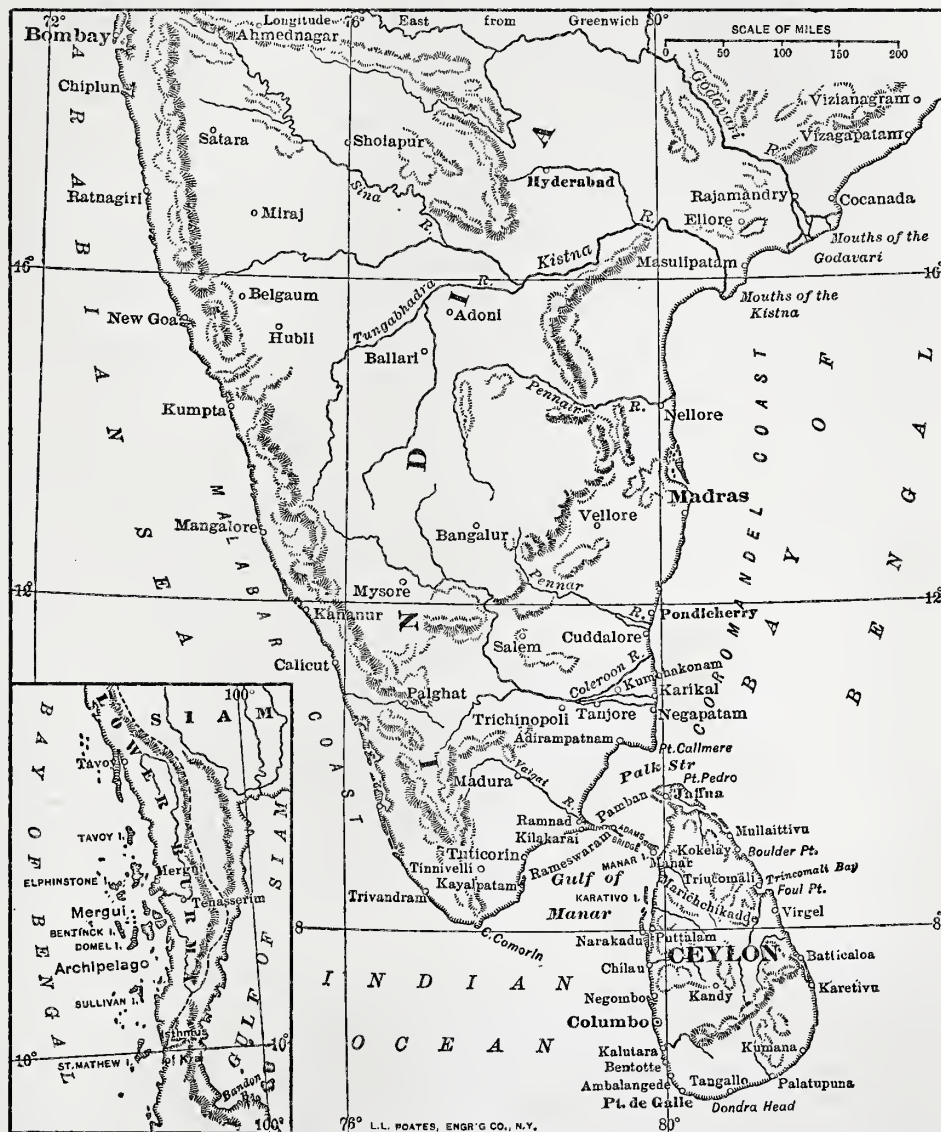 72°
Longitude
76°
East
from
Greenwich
80°
SCALE OF MILES
0 50 100 150 200
Bombay
Ahmednagar
Chiplun
Godavari
R.
Vizianagram
Vizagapatam
Satara
Sholapur
Hyderabad
Sina
R.
Rajamandry
Cocanada
Ratnagiri
Miraj
Ellore
R.
Kistna
Mouths of the
Godavari
16°
Masulipatam
16°
Belgaum
Tungabhadra
R.
Mouths of the
Kistna
New Goa
Hubli
Adoni
Ballari
Kumpta
Pennair
R.
Nellore
Madras
Mangalore
Bangalur
Vellore
Pennar
R.
12°
Mysore
12°
Kananur
Pondicherry
Salem
Cuddalore
Calicut
Coleroon R.
Kumbhakonam
Palghat
Karikal
Trichinopoli
Tanjore
Negapatam
Adirampatnam
Pt. Callmere
Palk Str
Madura
Vaipai
R.
Pt. Pedro
Jaffna
Ramnad
Pamban
Kilakarai
ADAMS
BRIDGE
Mullaittivu
Boulder Pt.
Kokelay
Tuticorin
Rameswaram
MANAR I.
Manar
Tinnivelli
Trincomali
Trincomali Bay
Kayalpatam
Gulf of
Manar
Marichchikadde
Foul Pt.
Trivandram
KARATIVO I.
Virgel
C. Comorin
8°
8°
Narakadu
Puttalam
CEYLON
Batticaloa
Chilau
Kandy
Karetivu
Negombo
Columbo
Kalutara
Kumana
Bentotte
Ambalangede
Tangallo
Palatupuna
Pt. de Galle
Dondra Head
76°
L.L. POATES, ENGR'G CO., N.Y.
80°
ARABIAN SEA
MALABAR COAST
INDIA
COROMANDEL COAST
BAY OF BENGAL
INDIAN
OCEAN
100°
SIAM
LOWER BURMA
BAY OF BENGAL
GULF OF SIAM
Tavoy
TAVOY I.
ELPHINSTONE I.
Mergui
Tenasserim
Mergui
BENTINCK I.
DOMEL I.
Archipelago
SULLIVAN I.
Isthmus
of Kra
10°
10°
ST. MATHEW I.
Bandon
100°